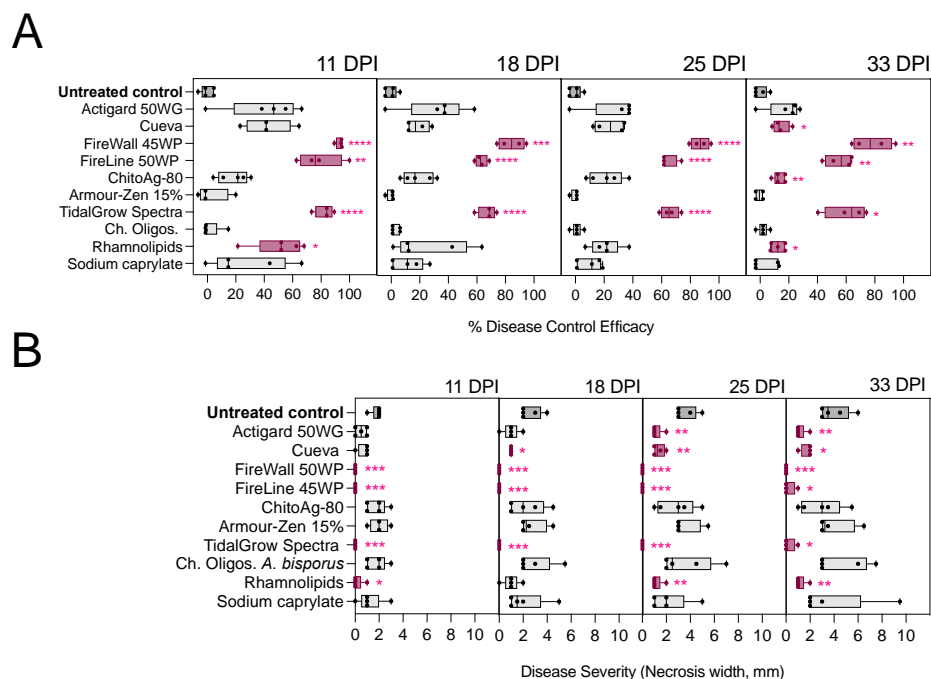 A
11 DPI 18 DPI 25 DPI 33 DPI
Untreated control
Actigard 50WG
Cueva *
FireWall 45WP **** *** **** **
FireLine 50WP ** **** **** **
ChitoAg-80 **
Armour-Zen 15%
TidalGrow Spectra **** **** **** *
Ch. Oligos.
Rhamnolipids * *
Sodium caprylate
0 20 40 60 80 100 0 20 40 60 80 100 0 20 40 60 80 100 0 20 40 60 80 100
% Disease Control Efficacy
B
11 DPI 18 DPI 25 DPI 33 DPI
Untreated control
Actigard 50WG ** **
Cueva * ** *
FireWall 50WP *** *** *** ***
FireLine 45WP *** *** *** *
ChitoAg-80
Armour-Zen 15%
TidalGrow Spectra *** *** *** *
Ch. Oligos. A. bisporus
Rhamnolipids * ** **
Sodium caprylate
0 2 4 6 8 10 0 2 4 6 8 10 0 2 4 6 8 10 0 2 4 6 8 10
Disease Severity (Necrosis width, mm)